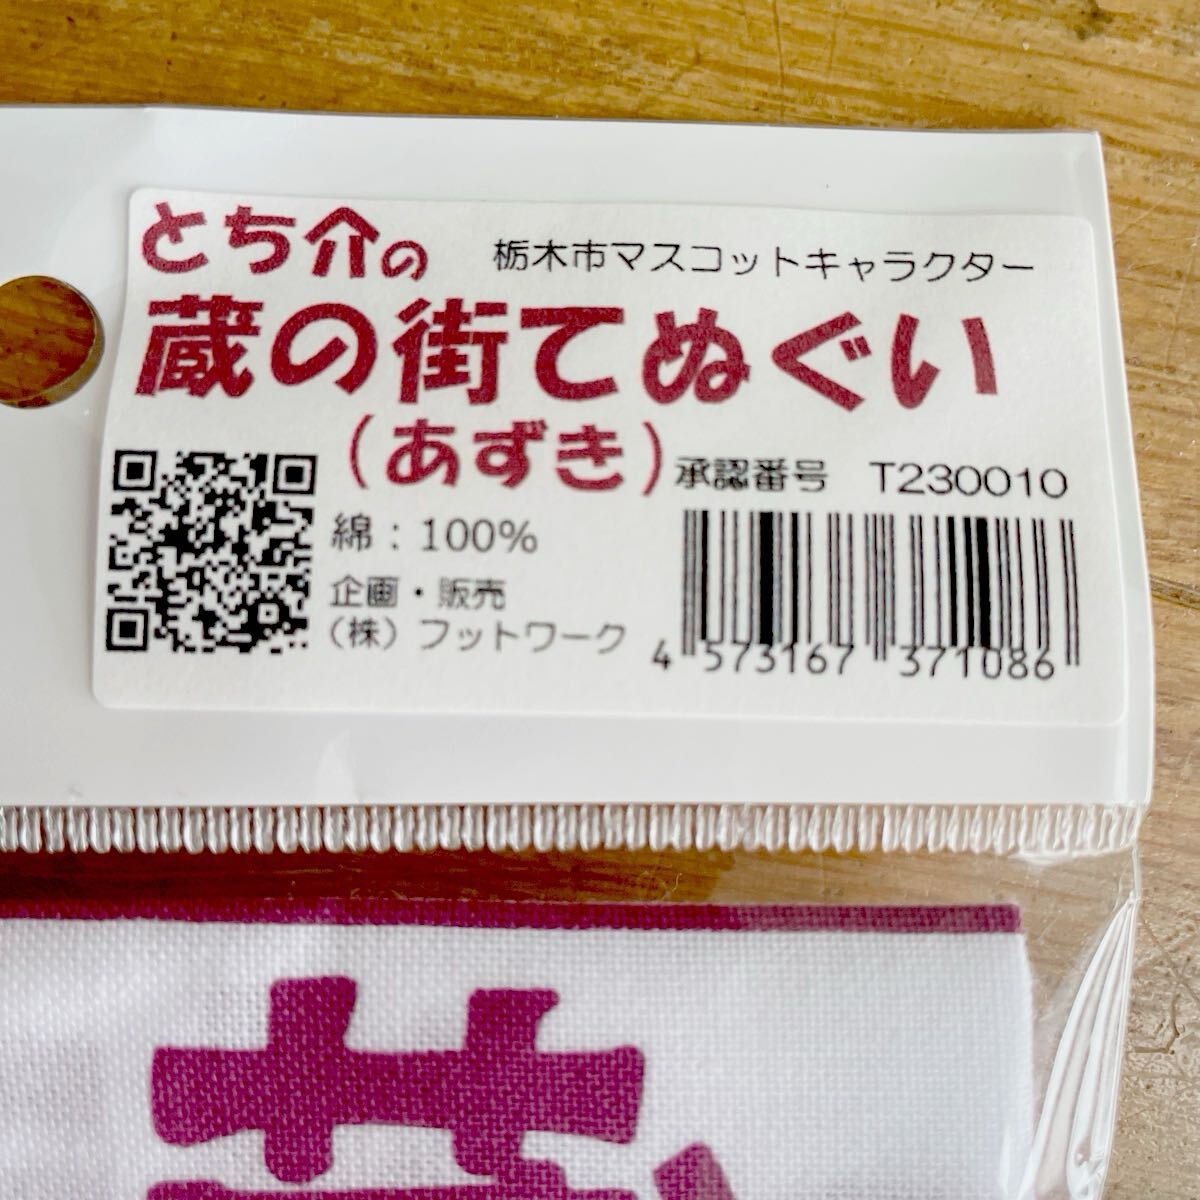 とち介の
栃木市マスコットキャラクター
蔵の街てぬぐい
(あずき)
承認番号 T230010
綿：100%
企画・販売
（株）フットワーク
4 573167 371086